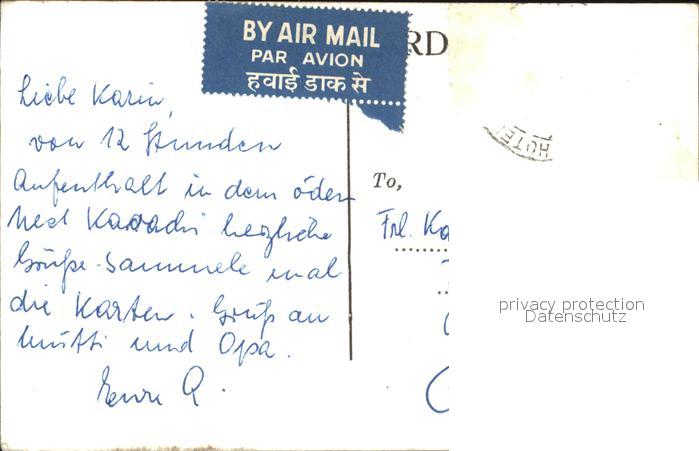 BY AIR MAIL
PAR AVION
हवाई डाक से
RD
HOTEL
Liebe Karin,
von 12 Stunden
Aufenthalt in dem öden
Nest Karachi herzliche
Grüße. Sammele mal
die Karten. Gruß an
Mutti und Opa.
To,
Frl. Ka
privacy protection
Datenschutz